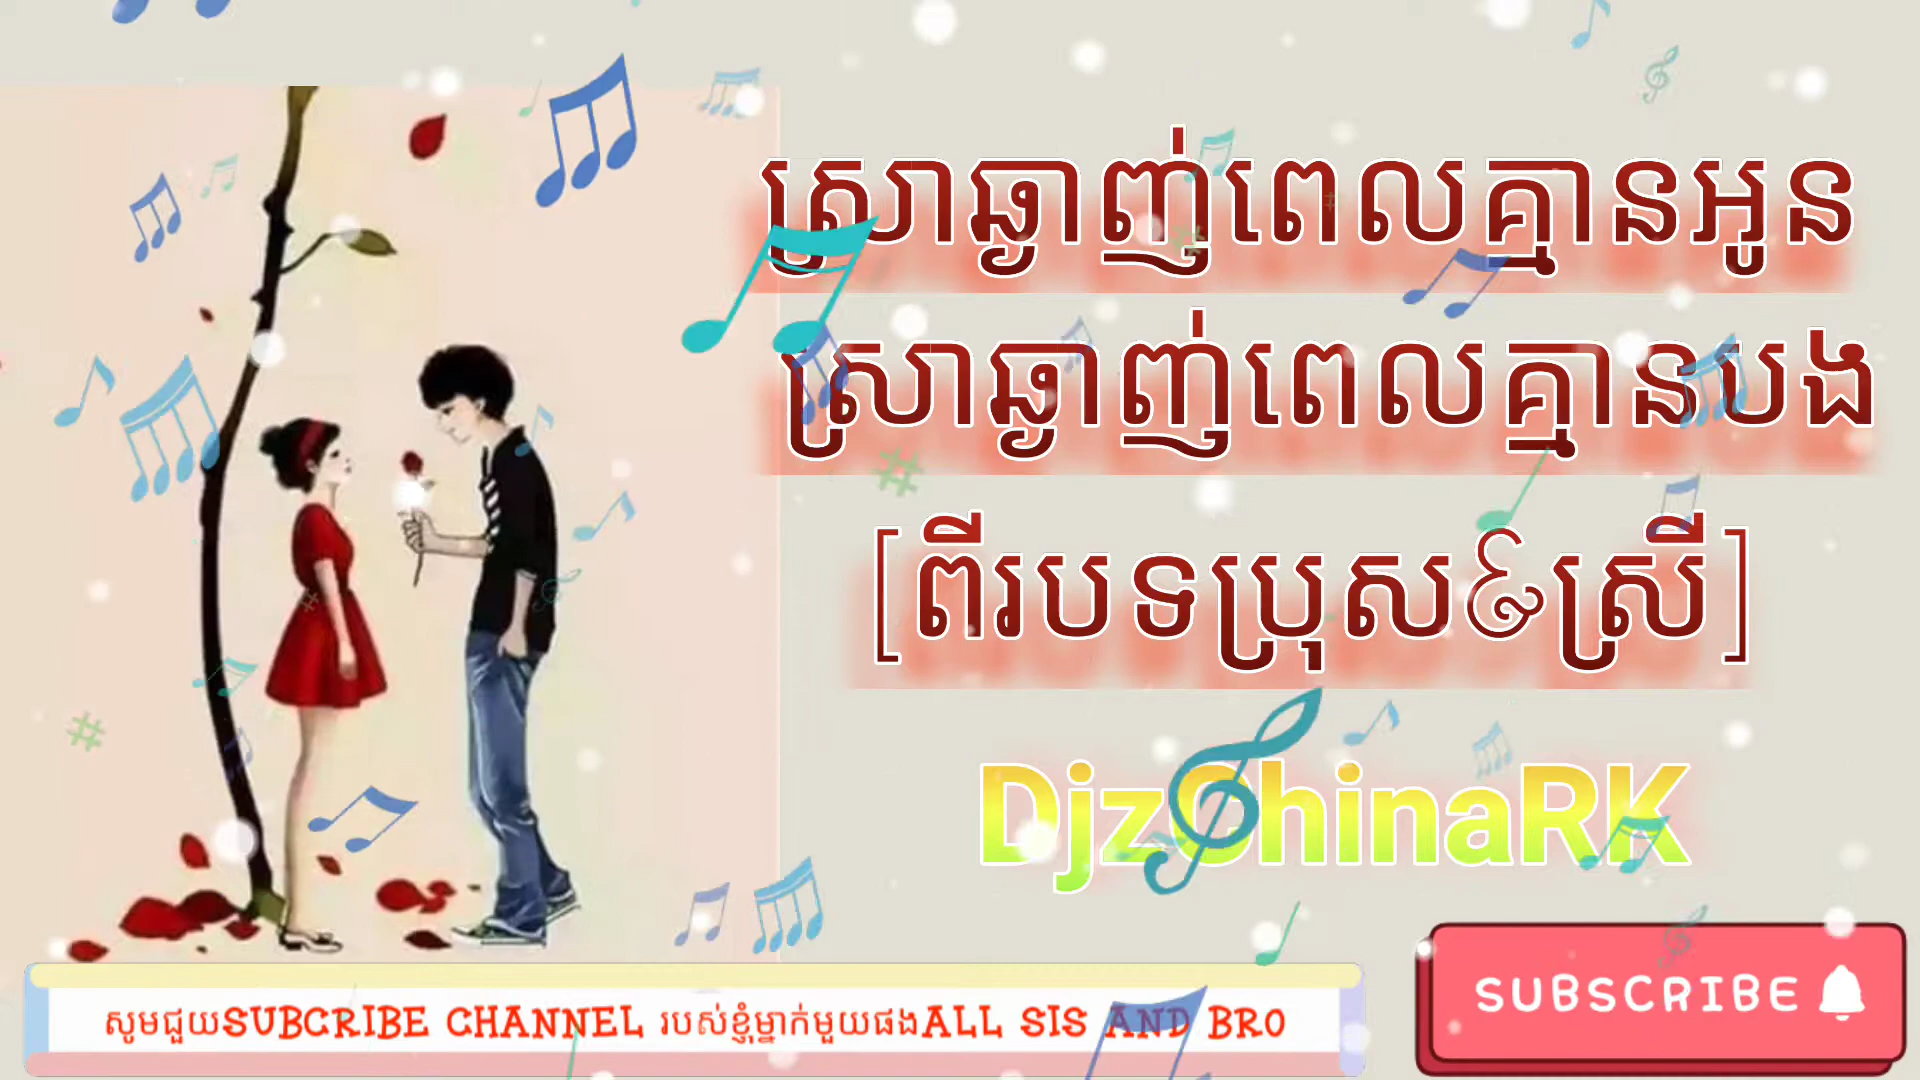 ស្រាឆ្ងាញ់ពេលគ្មានអូន
ស្រាឆ្ងាញ់ពេលគ្មានបង
[ពីរបទប្រុស&ស្រី]
DjzChinaRK
សូមជួយSUBCRIBE CHANNEL របស់ខ្ញុំម្នាក់មួយផងALL SIS AND BRO
SUBSCRIBE